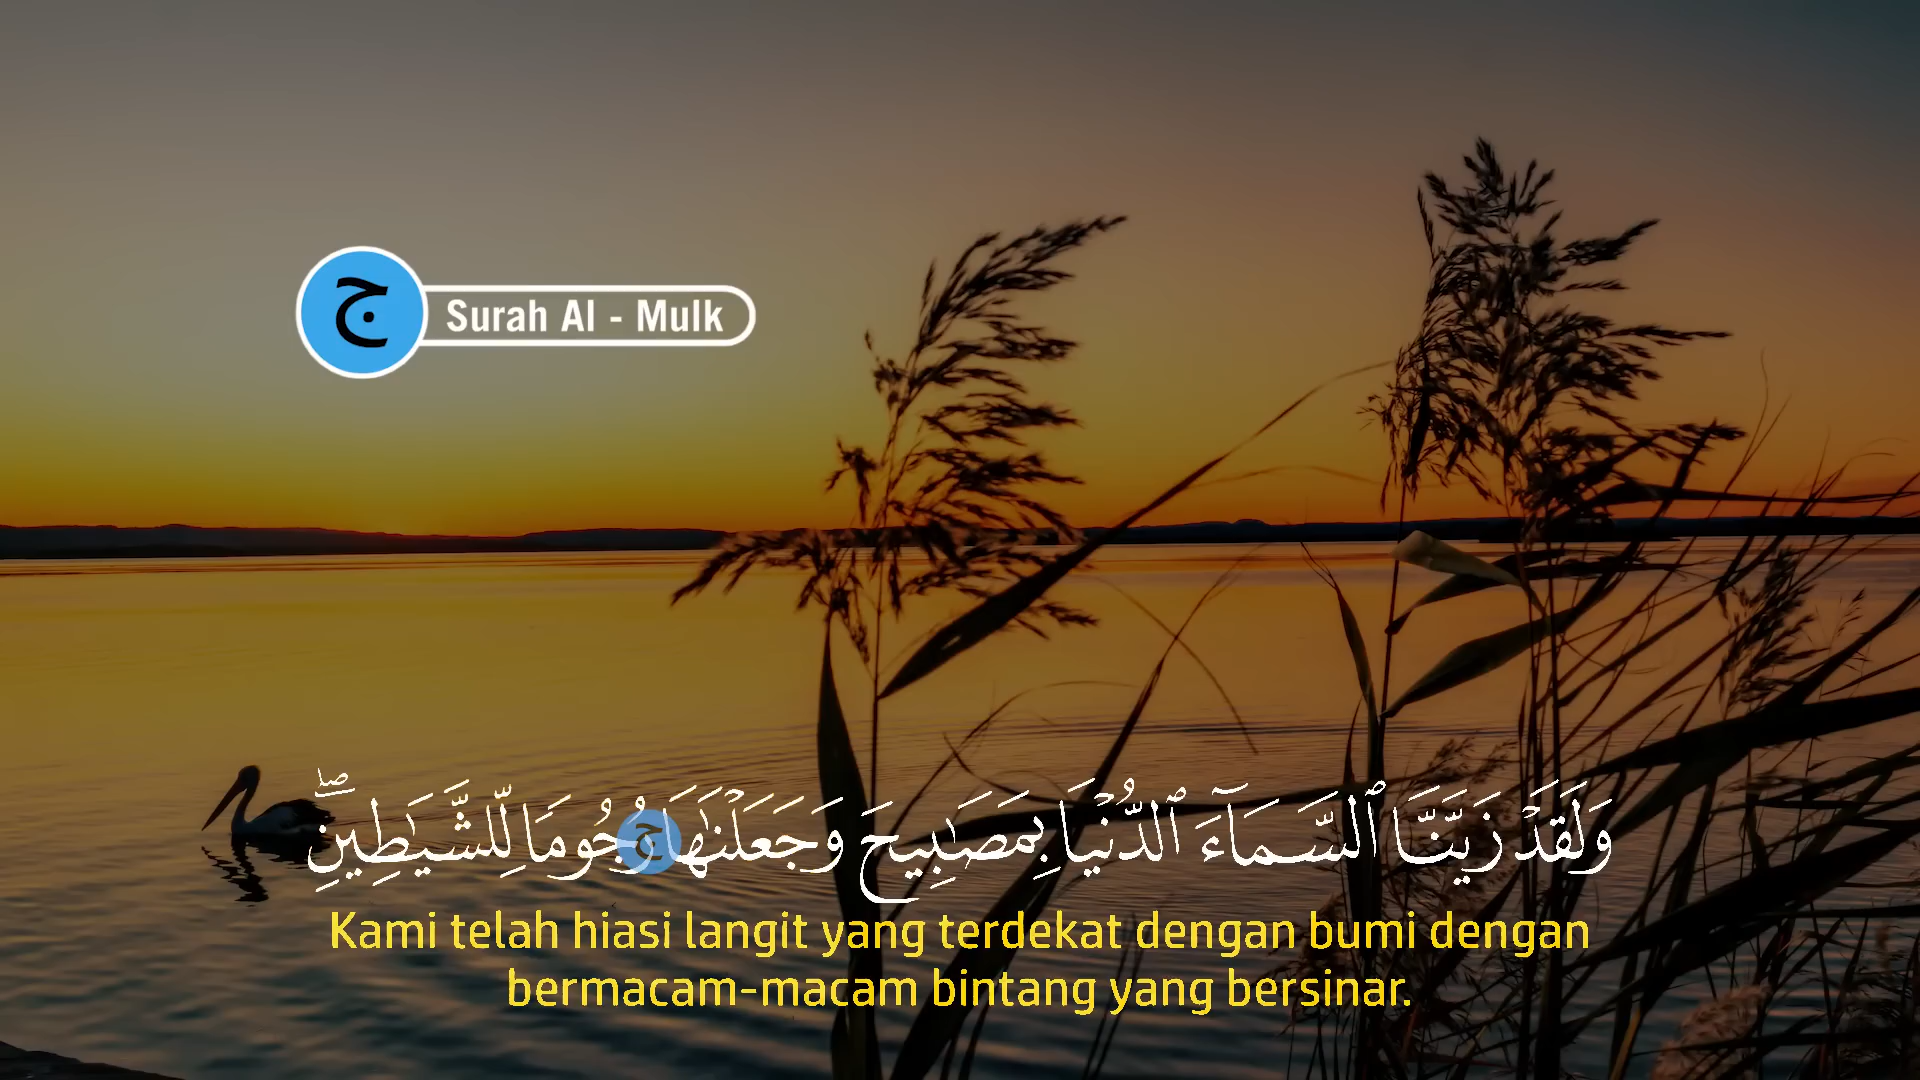 ج
Surah Al - Mulk
وَلَقَدْ زَيَّنَّا ٱلسَّمَآءَ ٱلدُّنْيَا بِمَصَـٰبِيحَ وَجَعَلْنَـٰهَا رُجُومًا لِّلشَّيَـٰطِينِ ۖ
ج
Kami telah hiasi langit yang terdekat dengan bumi dengan
bermacam-macam bintang yang bersinar.